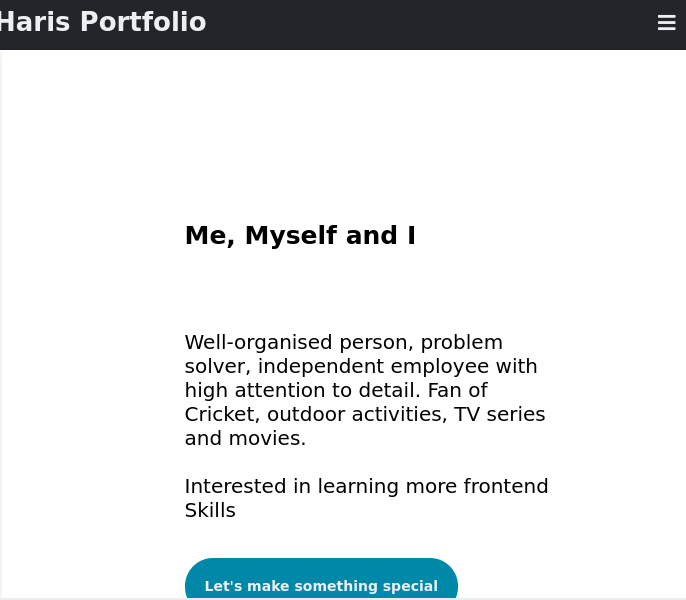 Haris Portfolio
Me, Myself and I
Well-organised person, problem
solver, independent employee with
high attention to detail. Fan of
Cricket, outdoor activities, TV series
and movies.
Interested in learning more frontend
Skills
Let's make something special